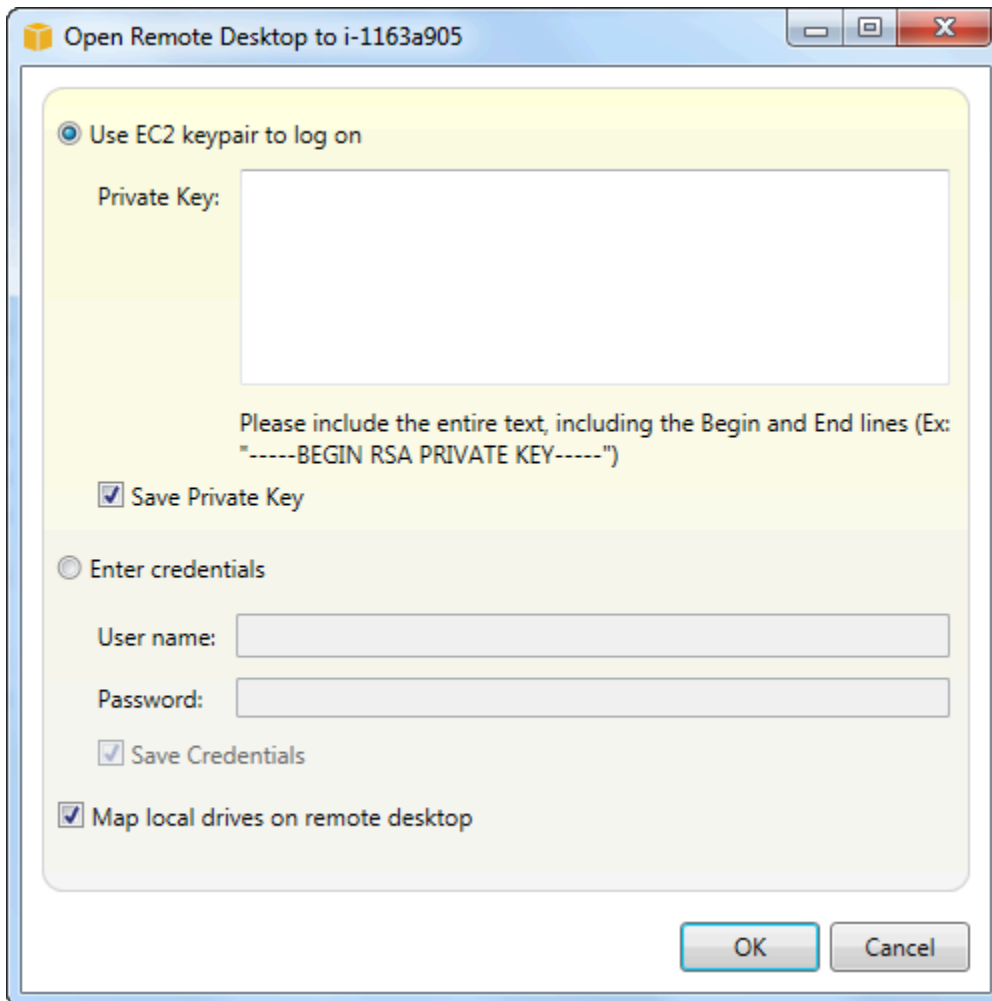 Open Remote Desktop to i-1163a905
Use EC2 keypair to log on
Private Key:
Please include the entire text, including the Begin and End lines (Ex:
"-----BEGIN RSA PRIVATE KEY-----")
Save Private Key
Enter credentials
User name:
Password:
Save Credentials
Map local drives on remote desktop
OK Cancel